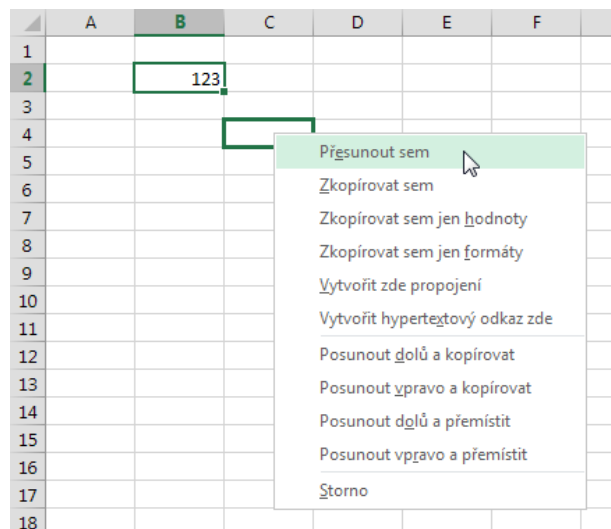 A B C D E F
1
2 123
3
4
Přesunout sem
5
Zkopírovat sem
6
Zkopírovat sem jen hodnoty
7
8
Zkopírovat sem jen formáty
9
Vytvořit zde propojení
10
Vytvořit hypertextový odkaz zde
11
12
Posunout dolů a kopírovat
13
Posunout vpravo a kopírovat
14
Posunout dolů a přemístit
15
Posunout vpravo a přemístit
16
17
Storno
18